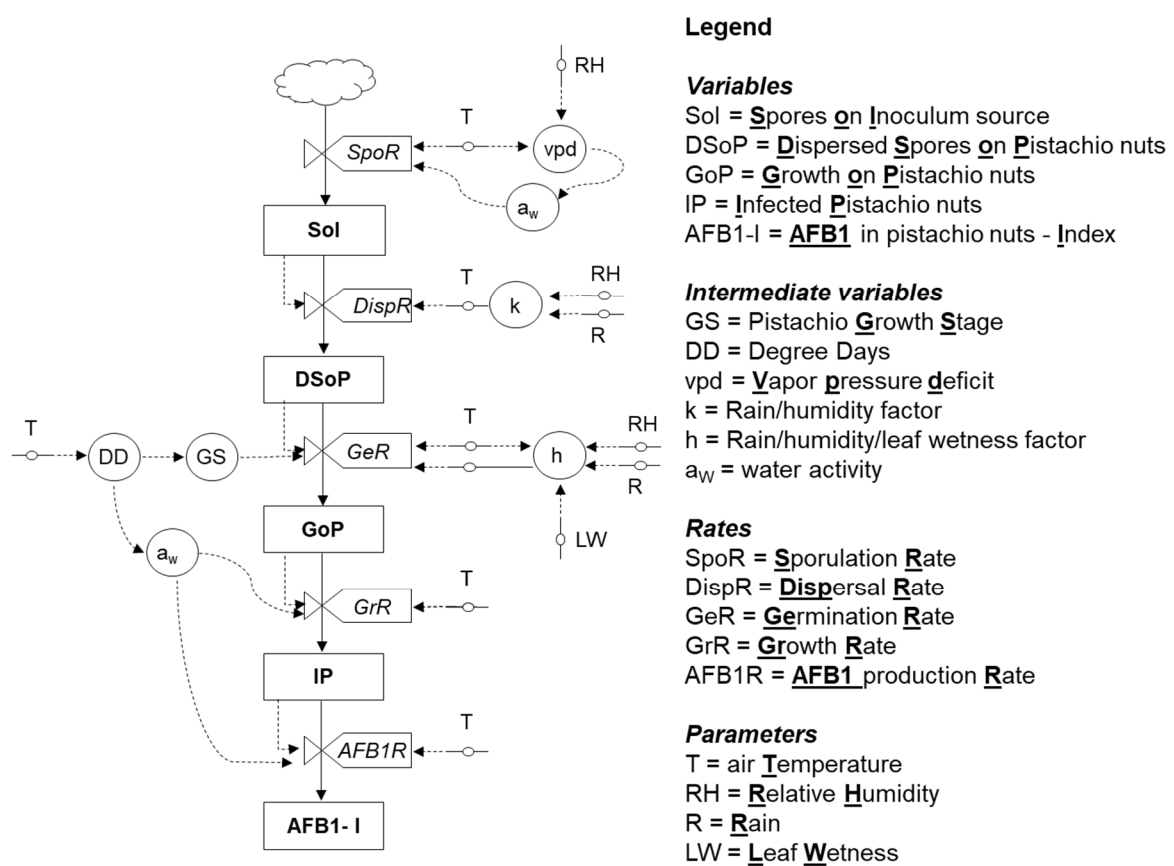 RH
T
SpoR
vpd
a_w
SoI
RH
T
DispR
k
R
DSoP
T
T
RH
DD
GS
GeR
h
R
GoP
LW
a_w
T
GrR
IP
T
AFB1R
AFB1- I
Legend
Variables
SoI = Spores on Inoculum source
DSoP = Dispersed Spores on Pistachio nuts
GoP = Growth on Pistachio nuts
IP = Infected Pistachio nuts
AFB1-I = AFB1 in pistachio nuts - Index
Intermediate variables
GS = Pistachio Growth Stage
DD = Degree Days
vpd = Vapor pressure deficit
k = Rain/humidity factor
h = Rain/humidity/leaf wetness factor
a_W = water activity
Rates
SpoR = Sporulation Rate
DispR = Dispersal Rate
GeR = Germination Rate
GrR = Growth Rate
AFB1R = AFB1 production Rate
Parameters
T = air Temperature
RH = Relative Humidity
R = Rain
LW = Leaf Wetness